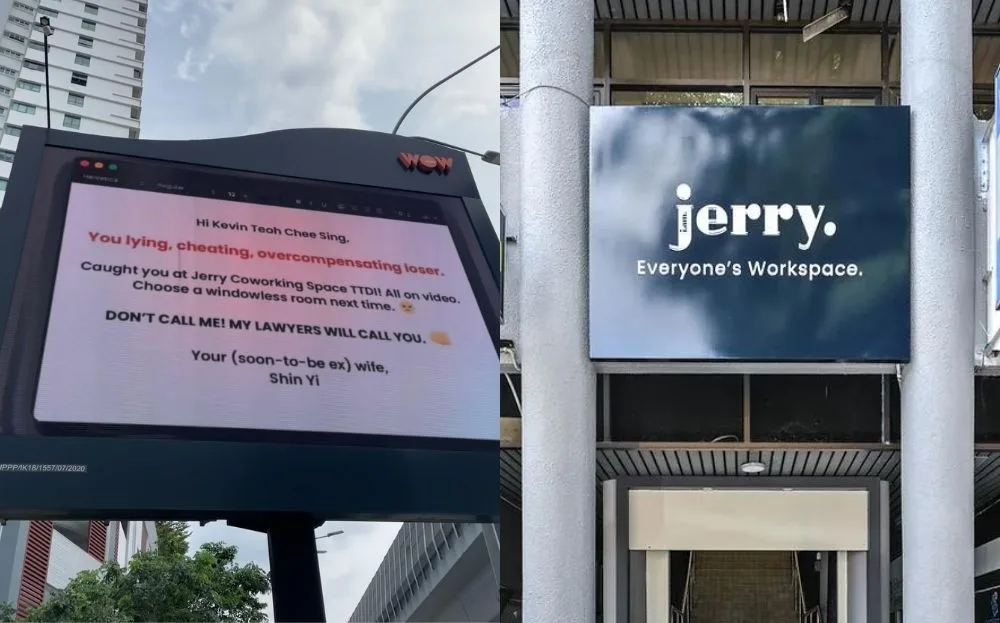 WOW
12
B I U
Hi Kevin Teoh Chee Sing,
You lying, cheating, overcompensating loser.
Caught you at Jerry Coworking Space TTDI! All on video.
Choose a windowless room next time.
DON'T CALL ME! MY LAWYERS WILL CALL YOU.
Your (soon-to-be ex) wife,
Shin Yi
jerry.
Everyone's Workspace.